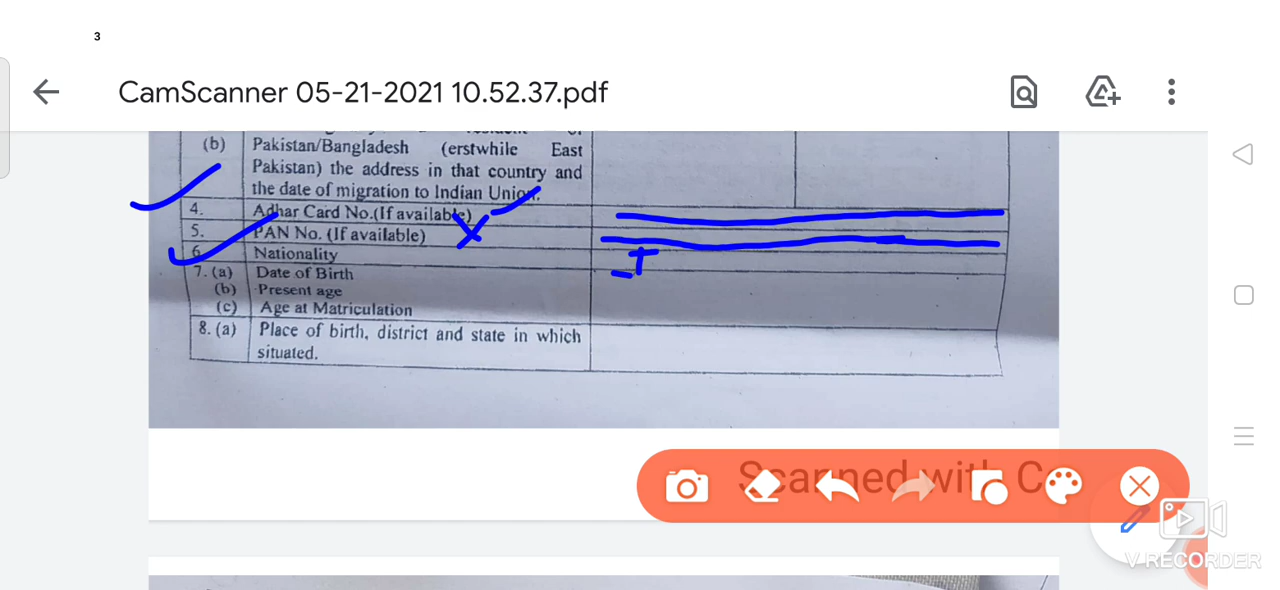 3
CamScanner 05-21-2021 10.52.37.pdf
(b) Pakistan/Bangladesh (erstwhile East
Pakistan) the address in that country and
the date of migration to Indian Union.
4. Adhar Card No.(If available)
5. PAN No. (If available)
6. Nationality
7. (a) Date of Birth
(b) Present age
(c) Age at Matriculation
8. (a) Place of birth, district and state in which
situated.
Scanned with C
V RECORDER